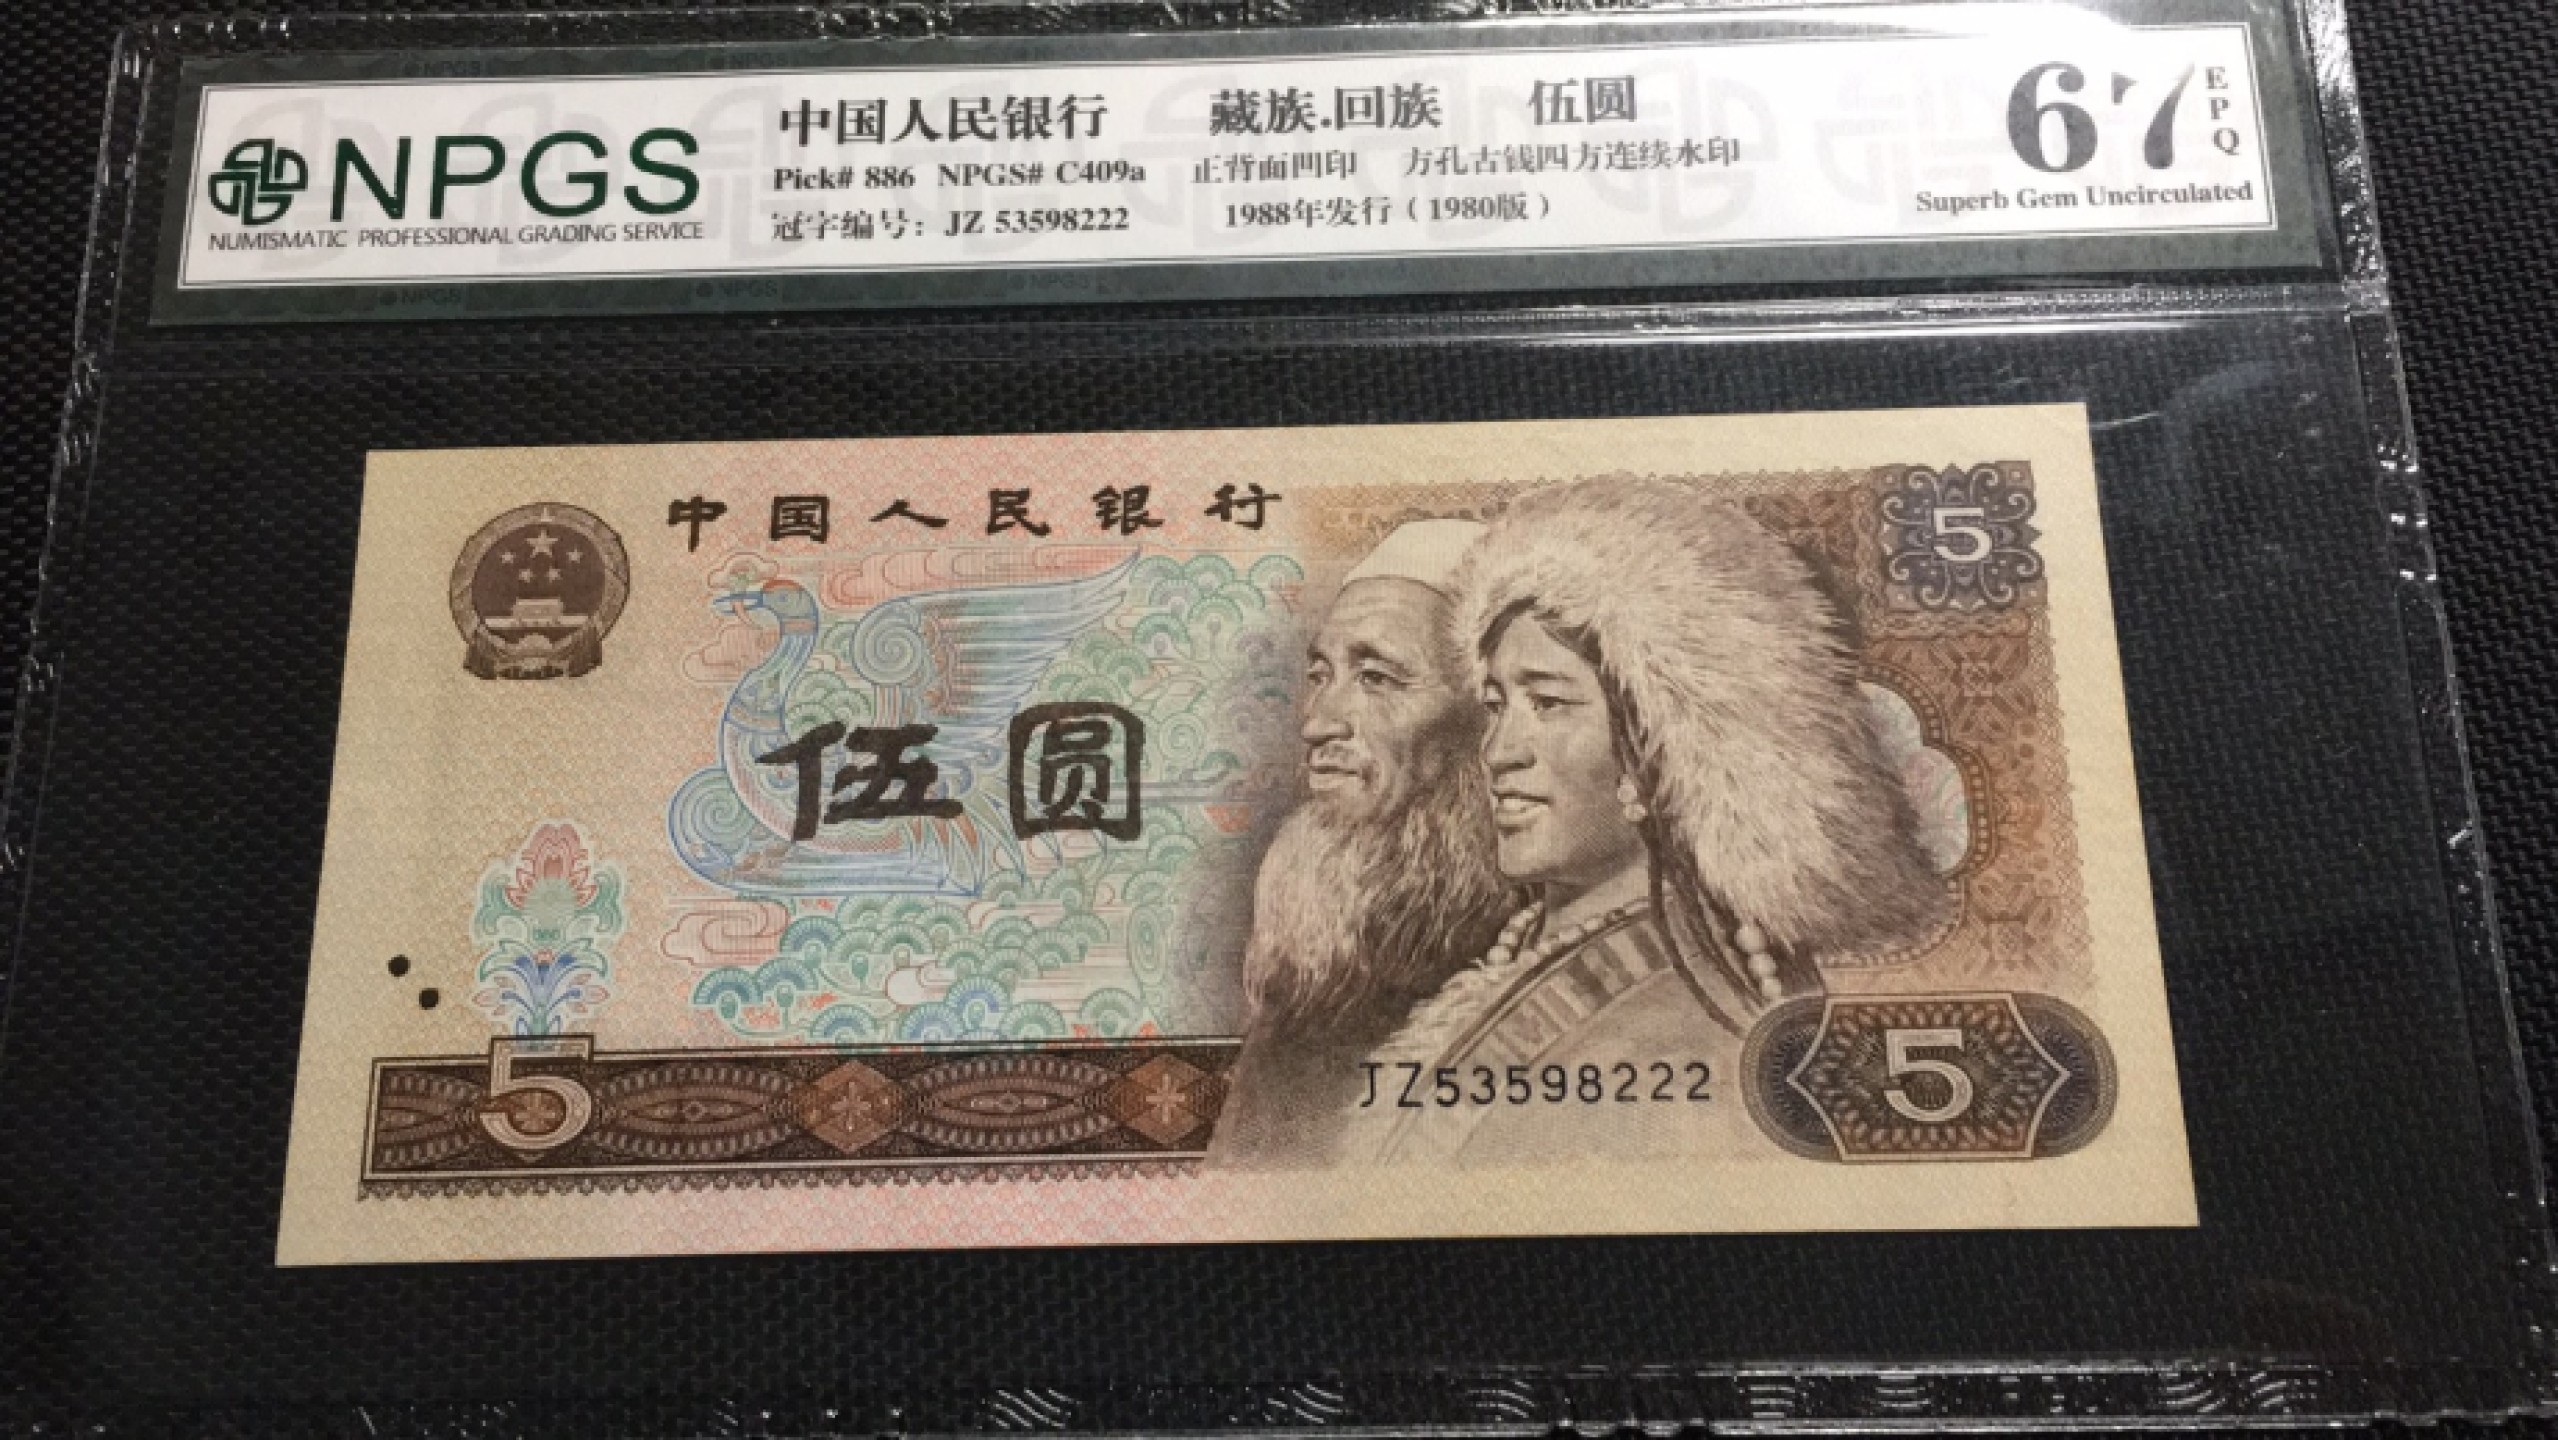 NPGS
NUMISMATIC PROFESSIONAL GRADING SERVICE
中国人民银行 藏族.回族 伍圆
Pick# 886 NPGS# C409a 正背面凹印 方孔古钱四方连续水印
冠字编号: JZ 53598222 1988年发行(1980版)
67 EPQ
Superb Gem Uncirculated
中国人民银行
5
伍圆
JZ53598222
5
5